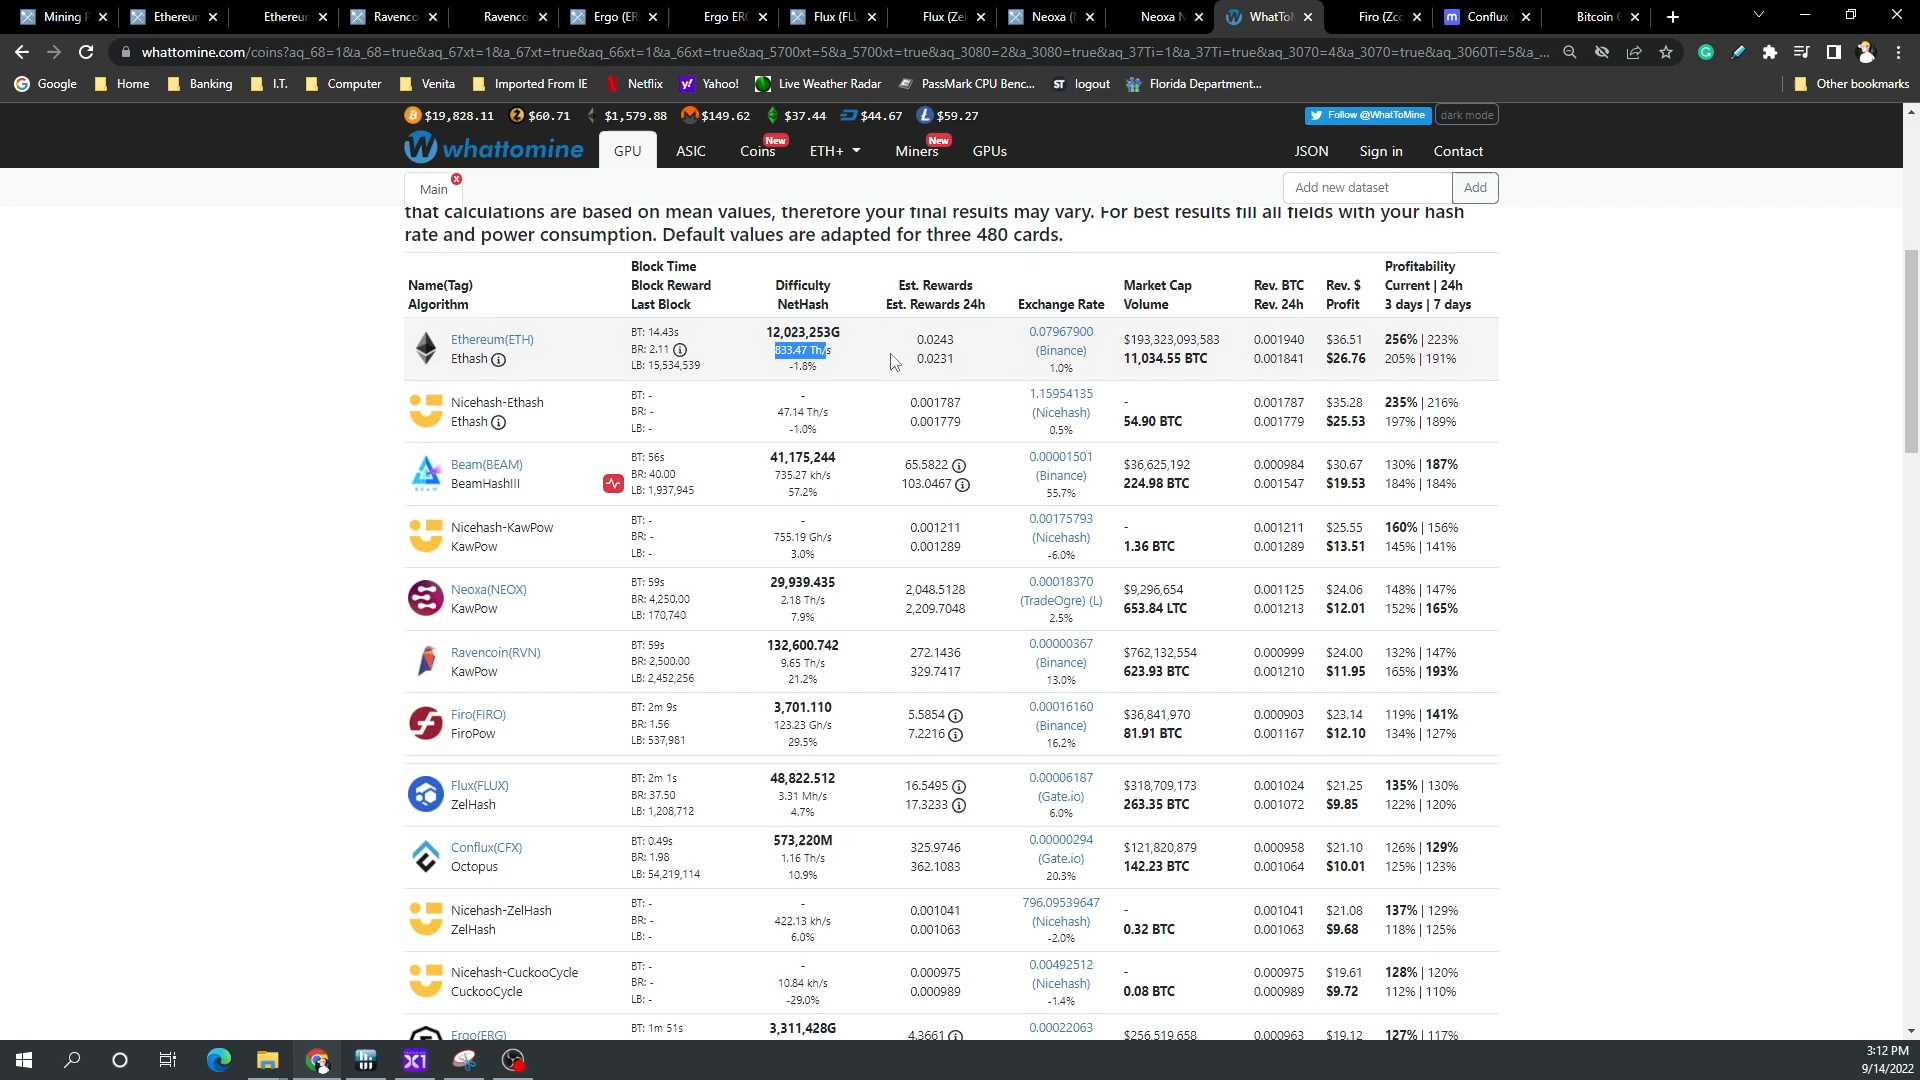 Mining P
Ethereun
Ethereun
Ravenco
Ravenco
Ergo (ER
Ergo ER
Flux (FLU
Flux (Zel
Neoxa (
Neoxa N
WhatToM
Firo (Zco
Conflux
Bitcoin
whattomine.com/coins?aq_68=1&a_68=true&aq_67xt=1&a_67xt=true&aq_66xt=1&a_66xt=true&aq_5700xt=5&a_5700xt=true&aq_3080=2&a_3080=true&aq_37Ti=1&a_37Ti=true&aq_3070=4&a_3070=true&aq_3060Ti=5&a_...
Google Home Banking I.T. Computer Venita Imported From IE Netflix Yahoo! Live Weather Radar PassMark CPU Benc... ST logout Florida Department... Other bookmarks
$19,828.11 $60.71 $1,579.88 $149.62 $37.44 $44.67 $59.27 Follow @WhatToMine dark mode
whattomine GPU ASIC Coins New ETH+ Miners New GPUs JSON Sign in Contact
Main Add new dataset Add
that calculations are based on mean values, therefore your final results may vary. For best results fill all fields with your hash
rate and power consumption. Default values are adapted for three 480 cards.
Block Time Profitability
Name(Tag) Block Reward Difficulty Est. Rewards Market Cap Rev. BTC Rev. $ Current | 24h
Algorithm Last Block NetHash Est. Rewards 24h Exchange Rate Volume Rev. 24h Profit 3 days | 7 days
Ethereum(ETH) BT: 14.43s 12,023,253G 0.0243 0.07967900 $193,323,093,583 0.001940 $36.51 256% | 223%
Ethash BR: 2.11 833.47 Th/s 0.0231 (Binance) 11,034.55 BTC 0.001841 $26.76 205% | 191%
LB: 15,534,539 -1.8% 1.0%
Nicehash-Ethash BT: - - 0.001787 1.15954135 - 0.001787 $35.28 235% | 216%
Ethash BR: - 47.14 Th/s 0.001779 (Nicehash) 54.90 BTC 0.001779 $25.53 197% | 189%
LB: - -1.0% 0.5%
Beam(BEAM) BT: 56s 41,175,244 65.5822 0.00001501 $36,625,192 0.000984 $30.67 130% | 187%
BeamHashIII BR: 40.00 735.27 kh/s 103.0467 (Binance) 224.98 BTC 0.001547 $19.53 184% | 184%
LB: 1,937,945 57.2% 55.7%
Nicehash-KawPow BT: - - 0.001211 0.00175793 - 0.001211 $25.55 160% | 156%
KawPow BR: - 755.19 Gh/s 0.001289 (Nicehash) 1.36 BTC 0.001289 $13.51 145% | 141%
LB: - 3.0% -6.0%
Neoxa(NEOX) BT: 59s 29,939.435 2,048.5128 0.00018370 $9,296,654 0.001125 $24.06 148% | 147%
KawPow BR: 4,250.00 2.18 Th/s 2,209.7048 (TradeOgre) (L) 653.84 LTC 0.001213 $12.01 152% | 165%
LB: 170,740 7.9% 2.5%
Ravencoin(RVN) BT: 59s 132,600.742 272.1436 0.00000367 $762,132,554 0.000999 $24.00 132% | 147%
KawPow BR: 2,500.00 9.65 Th/s 329.7417 (Binance) 623.93 BTC 0.001210 $11.95 165% | 193%
LB: 2,452,256 21.2% 13.0%
Firo(FIRO) BT: 2m 9s 3,701.110 5.5854 0.00016160 $36,841,970 0.000903 $23.14 119% | 141%
FiroPow BR: 1.56 123.23 Gh/s 7.2216 (Binance) 81.91 BTC 0.001167 $12.10 134% | 127%
LB: 537,981 29.5% 16.2%
Flux(FLUX) BT: 2m 1s 48,822.512 16.5495 0.00006187 $318,709,173 0.001024 $21.25 135% | 130%
ZelHash BR: 37.50 3.31 Mh/s 17.3233 (Gate.io) 263.35 BTC 0.001072 $9.85 122% | 120%
LB: 1,208,712 4.7% 6.0%
Conflux(CFX) BT: 0.49s 573,220M 325.9746 0.00000294 $121,820,879 0.000958 $21.10 126% | 129%
Octopus BR: 1.98 1.16 Th/s 362.1083 (Gate.io) 142.23 BTC 0.001064 $10.01 125% | 123%
LB: 54,219,114 10.9% 20.3%
Nicehash-ZelHash BT: - - 0.001041 796.09539647 - 0.001041 $21.08 137% | 129%
ZelHash BR: - 422.13 kh/s 0.001063 (Nicehash) 0.32 BTC 0.001063 $9.68 118% | 125%
LB: - 6.0% -2.0%
Nicehash-CuckooCycle BT: - - 0.000975 0.00492512 - 0.000975 $19.61 128% | 120%
CuckooCycle BR: - 10.84 kh/s 0.000989 (Nicehash) 0.08 BTC 0.000989 $9.72 112% | 110%
LB: - -29.0% -1.4%
Ergo(ERG) BT: 1m 51s 3,311,428G 4.3661 0.00022063 $256,519,658 0.000963 $19.12 127% | 117%
3:12 PM
9/14/2022